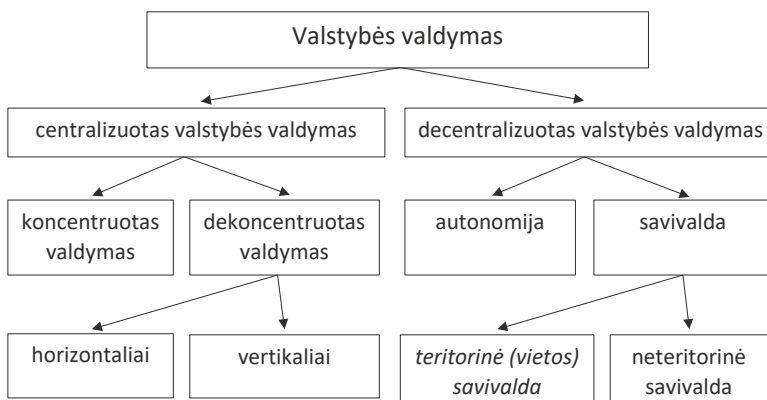 Valstybės valdymas
centralizuotas valstybės valdymas
decentralizuotas valstybės valdymas
koncentruotas
valdymas
dekoncentruotas
valdymas
autonomija
savivalda
horizontaliai
vertikaliai
teritorinė (vietos)
savivalda
neteritorinė
savivalda